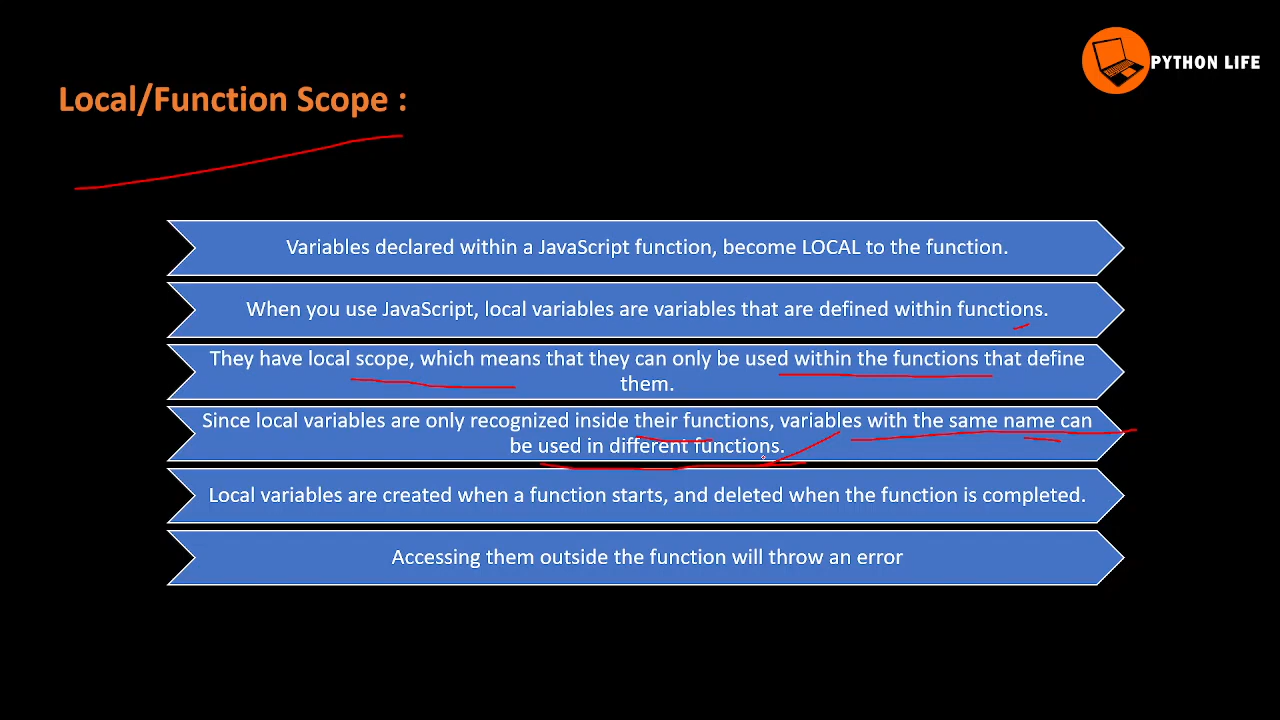 PYTHON LIFE
Local/Function Scope :
Variables declared within a JavaScript function, become LOCAL to the function.
When you use JavaScript, local variables are variables that are defined within functions.
They have local scope, which means that they can only be used within the functions that define
them.
Since local variables are only recognized inside their functions, variables with the same name can
be used in different functions.
Local variables are created when a function starts, and deleted when the function is completed.
Accessing them outside the function will throw an error